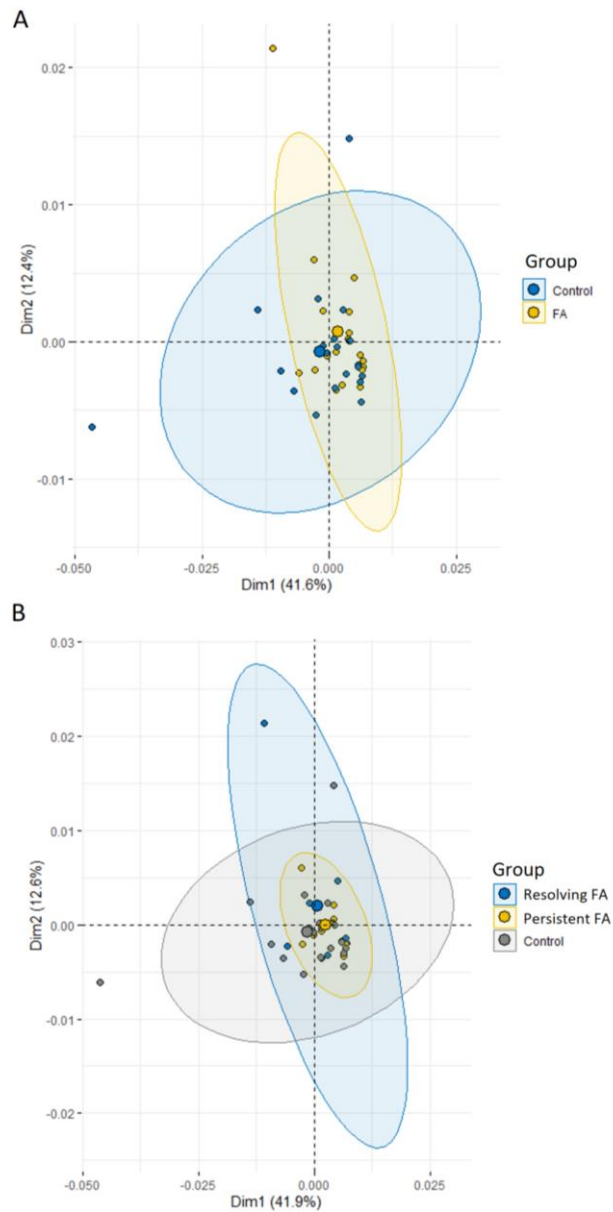 A
0.02
0.01
0.00
-0.01
Dim2 (12.4%)
-0.050
-0.025
0.000
0.025
Dim1 (41.6%)
Group
Control
FA
B
0.03
0.02
0.01
0.00
-0.01
-0.02
Dim2 (12.6%)
-0.050
-0.025
0.000
0.025
Dim1 (41.9%)
Group
Resolving FA
Persistent FA
Control